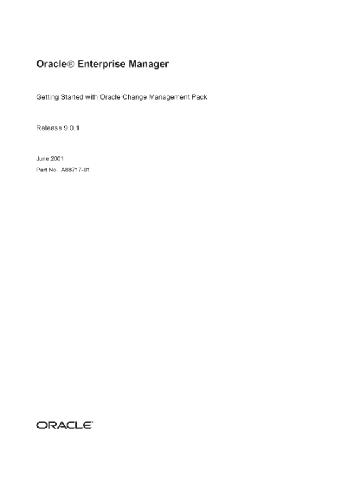 Oracle® Enterprise Manager
Getting Started with Oracle Change Management Pack
Release 9.0.1
June 2001
Part No. A88717-01
ORACLE®